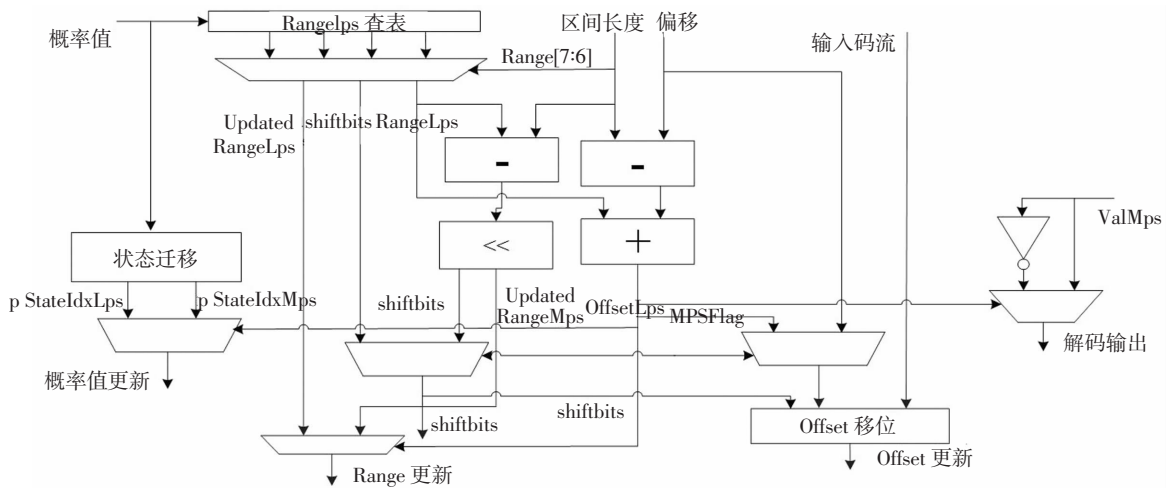 Rangelps 查表
概率值
区间长度 偏移
输入码流
Range[7:6]
Updated RangeLps
shiftbits
RangeLps
-
-
ValMps
<<
+
状态迁移
p StateIdxLps
p StateIdxMps
shiftbits
Updated RangeMps
OffsetLps
MPSFlag
解码输出
概率值更新
shiftbits
shiftbits
Offset 移位
Range 更新
Offset 更新